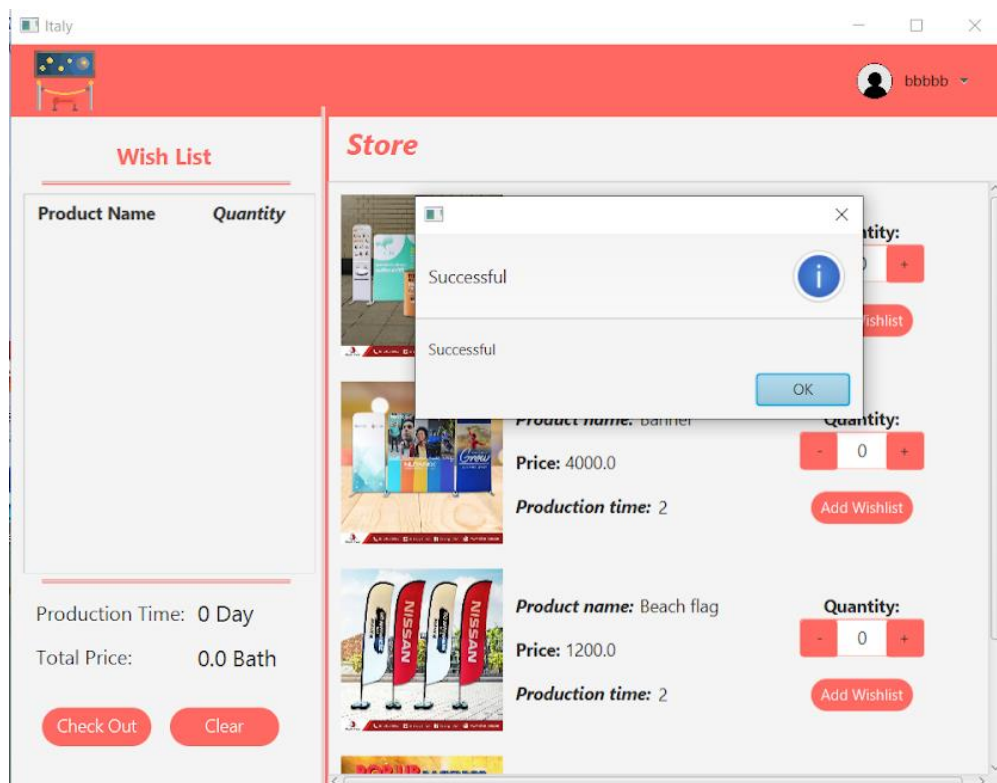 Italy
bbbbb
Wish List
Product Name Quantity
Production Time: 0 Day
Total Price: 0.0 Bath
Check Out Clear
Store
Successful
Successful
OK
Product name: Banner
Price: 4000.0
Production time: 2
Quantity:
- 0 +
Add Wishlist
NISSAN NISSAN
Product name: Beach flag
Price: 1200.0
Production time: 2
Quantity:
- 0 +
Add Wishlist